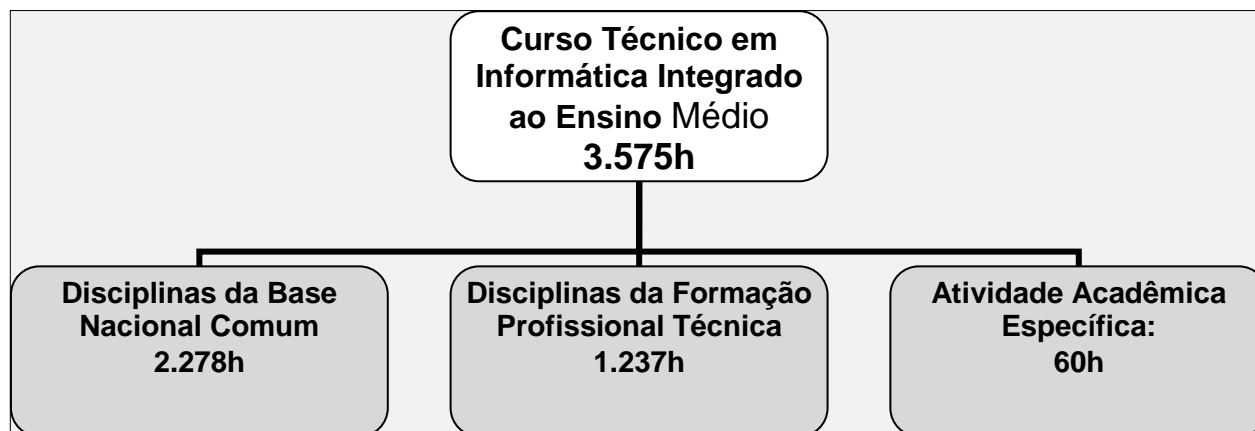 Curso Técnico em
Informática Integrado
ao Ensino Médio
3.575h
Disciplinas da Base
Nacional Comum
2.278h
Disciplinas da Formação
Profissional Técnica
1.237h
Atividade Acadêmica
Específica:
60h